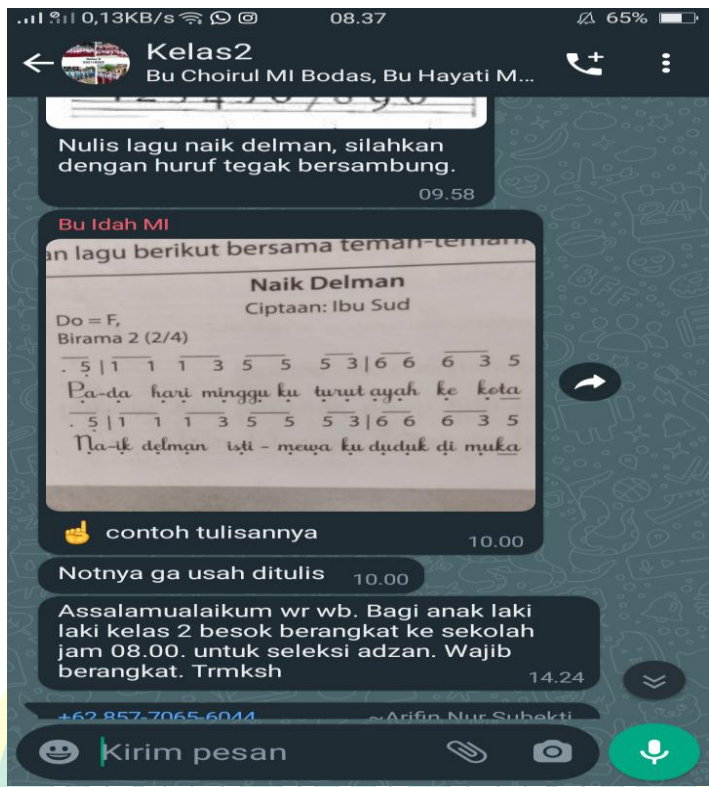 0,13KB/s 08.37 65%
Kelas2
Bu Choirul MI Bodas, Bu Hayati M...
Nulis lagu naik delman, silahkan
dengan huruf tegak bersambung.
09.58
Bu Idah MI
an lagu berikut bersama teman-teman
Naik Delman
Ciptaan: Ibu Sud
Do = F,
Birama 2 (2/4)
. 5 | 1 1 1 3 5 5 5 3 | 6 6 6 3 5
Pa-da hari minggu ku turut ayah ke kota
. 5 | 1 1 1 3 5 5 5 3 | 6 6 6 3 5
Na-ik delman isti - mewa ku duduk di muka
contoh tulisannya
10.00
Notnya ga usah ditulis 10.00
Assalamualaikum wr wb. Bagi anak laki
laki kelas 2 besok berangkat ke sekolah
jam 08.00. untuk seleksi adzan. Wajib
berangkat. Trmksh
14.24
+62 857-7065-6044 ~Arifin Nur Subekti
Kirim pesan